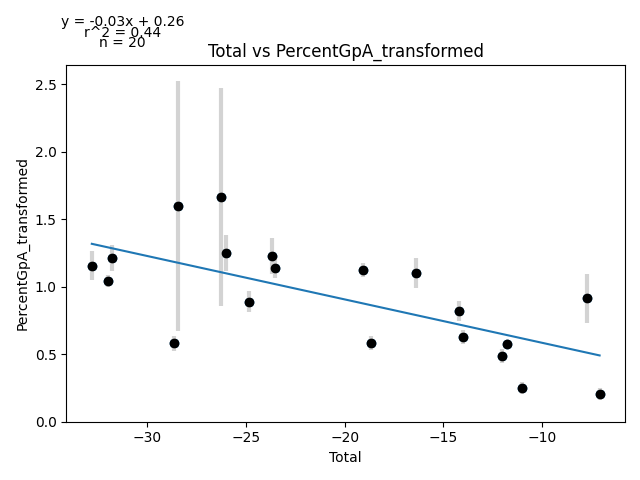 y = -0.03x + 0.26
r^2 = 0.44
n = 20
Total vs PercentGpA_transformed
PercentGpA_transformed
2.5
2.0
1.5
1.0
0.5
0.0
−30
−25
−20
−15
−10
Total